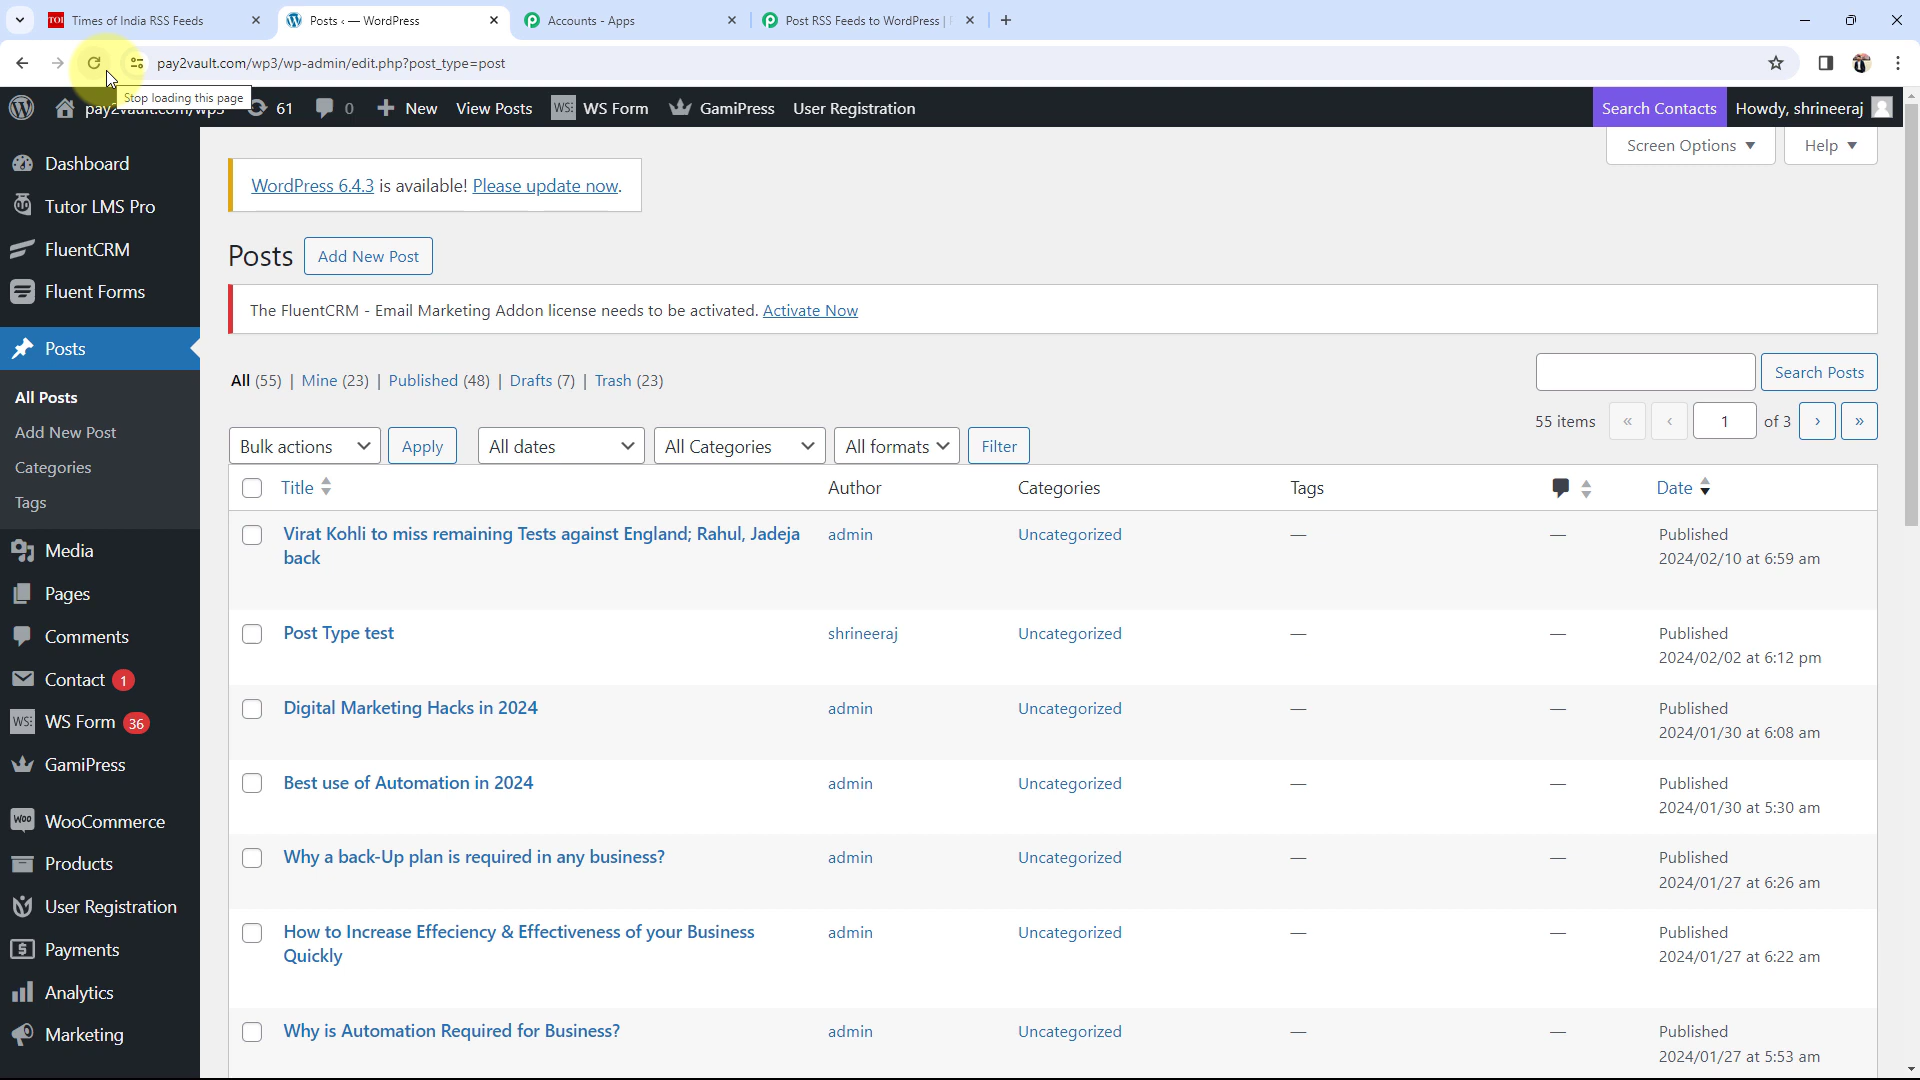 Times of India RSS Feeds
Posts ‹ — WordPress
Accounts - Apps
Post RSS Feeds to WordPress |
pay2vault.com/wp3/wp-admin/edit.php?post_type=post
Stop loading this page
61 0 New View Posts WS Form GamiPress User Registration Search Contacts Howdy, shrineeraj
Screen Options Help
Dashboard
Tutor LMS Pro
FluentCRM
Fluent Forms
Posts
All Posts
Add New Post
Categories
Tags
Media
Pages
Comments
Contact 1
WS Form 36
GamiPress
WooCommerce
Products
User Registration
Payments
Analytics
Marketing
WordPress 6.4.3 is available! Please update now.
Posts Add New Post
The FluentCRM - Email Marketing Addon license needs to be activated. Activate Now
All (55) | Mine (23) | Published (48) | Drafts (7) | Trash (23)
Search Posts
55 items « ‹ 1 of 3 › »
Bulk actions Apply All dates All Categories All formats Filter
Title Author Categories Tags Date
Virat Kohli to miss remaining Tests against England; Rahul, Jadeja admin Uncategorized — — Published
back 2024/02/10 at 6:59 am
Post Type test shrineeraj Uncategorized — — Published
2024/02/02 at 6:12 pm
Digital Marketing Hacks in 2024 admin Uncategorized — — Published
2024/01/30 at 6:08 am
Best use of Automation in 2024 admin Uncategorized — — Published
2024/01/30 at 5:30 am
Why a back-Up plan is required in any business? admin Uncategorized — — Published
2024/01/27 at 6:26 am
How to Increase Effeciency & Effectiveness of your Business admin Uncategorized — — Published
Quickly 2024/01/27 at 6:22 am
Why is Automation Required for Business? admin Uncategorized — — Published
2024/01/27 at 5:53 am